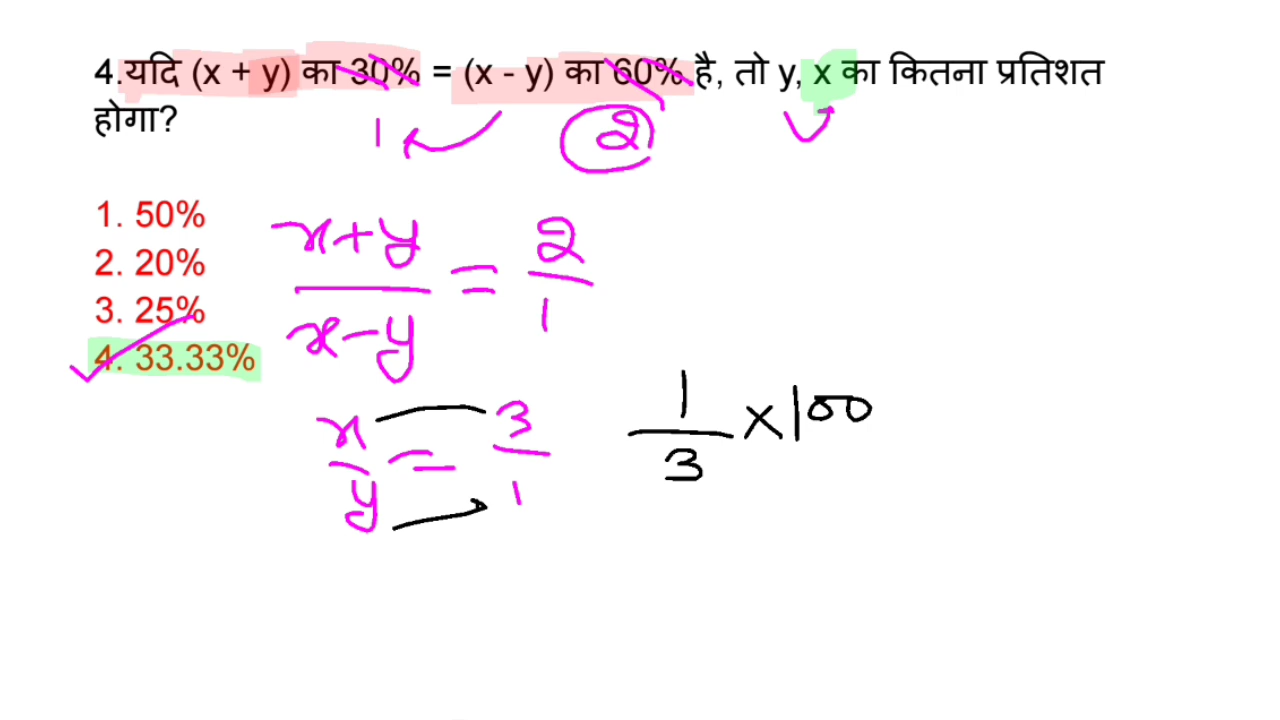 4.यदि (x + y) का 30% = (x - y) का 60% है, तो y, x का कितना प्रतिशत
होगा?
1
2
1. 50%
2. 20%
3. 25%
4. 33.33%
x+y
x-y
=
2
1
x
y
=
3
1
1
3
×100